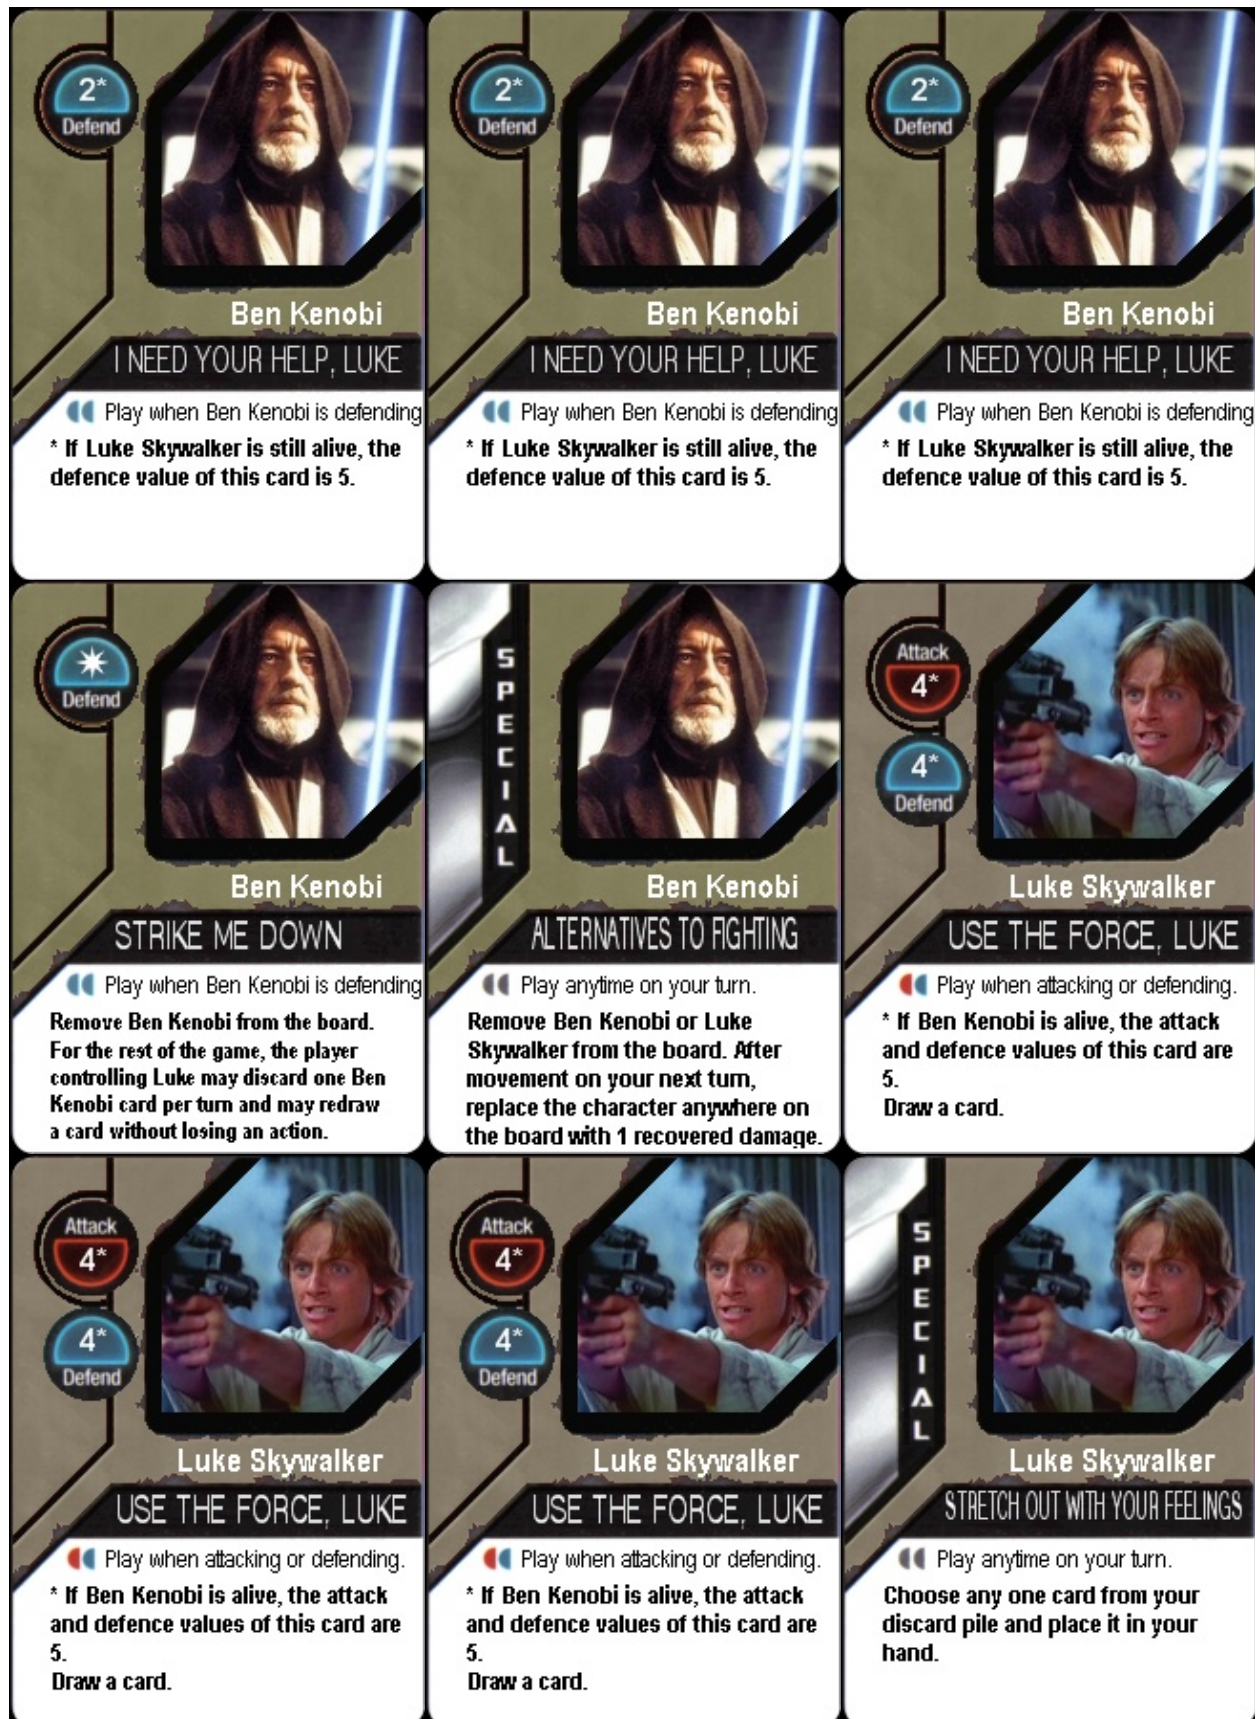 2*
Defend
Ben Kenobi
I NEED YOUR HELP, LUKE
Play when Ben Kenobi is defending
* If Luke Skywalker is still alive, the
defence value of this card is 5.
2*
Defend
Ben Kenobi
I NEED YOUR HELP, LUKE
Play when Ben Kenobi is defending
* If Luke Skywalker is still alive, the
defence value of this card is 5.
2*
Defend
Ben Kenobi
I NEED YOUR HELP, LUKE
Play when Ben Kenobi is defending
* If Luke Skywalker is still alive, the
defence value of this card is 5.
Defend
Ben Kenobi
STRIKE ME DOWN
Play when Ben Kenobi is defending
Remove Ben Kenobi from the board.
For the rest of the game, the player
controlling Luke may discard one Ben
Kenobi card per turn and may redraw
a card without losing an action.
SPECIAL
Ben Kenobi
ALTERNATIVES TO FIGHTING
Play anytime on your turn.
Remove Ben Kenobi or Luke
Skywalker from the board. After
movement on your next turn,
replace the character anywhere on
the board with 1 recovered damage.
Attack
4*
4*
Defend
Luke Skywalker
USE THE FORCE, LUKE
Play when attacking or defending.
* If Ben Kenobi is alive, the attack
and defence values of this card are
5.
Draw a card.
Attack
4*
4*
Defend
Luke Skywalker
USE THE FORCE, LUKE
Play when attacking or defending.
* If Ben Kenobi is alive, the attack
and defence values of this card are
5.
Draw a card.
Attack
4*
4*
Defend
Luke Skywalker
USE THE FORCE, LUKE
Play when attacking or defending.
* If Ben Kenobi is alive, the attack
and defence values of this card are
5.
Draw a card.
SPECIAL
Luke Skywalker
STRETCH OUT WITH YOUR FEELINGS
Play anytime on your turn.
Choose any one card from your
discard pile and place it in your
hand.